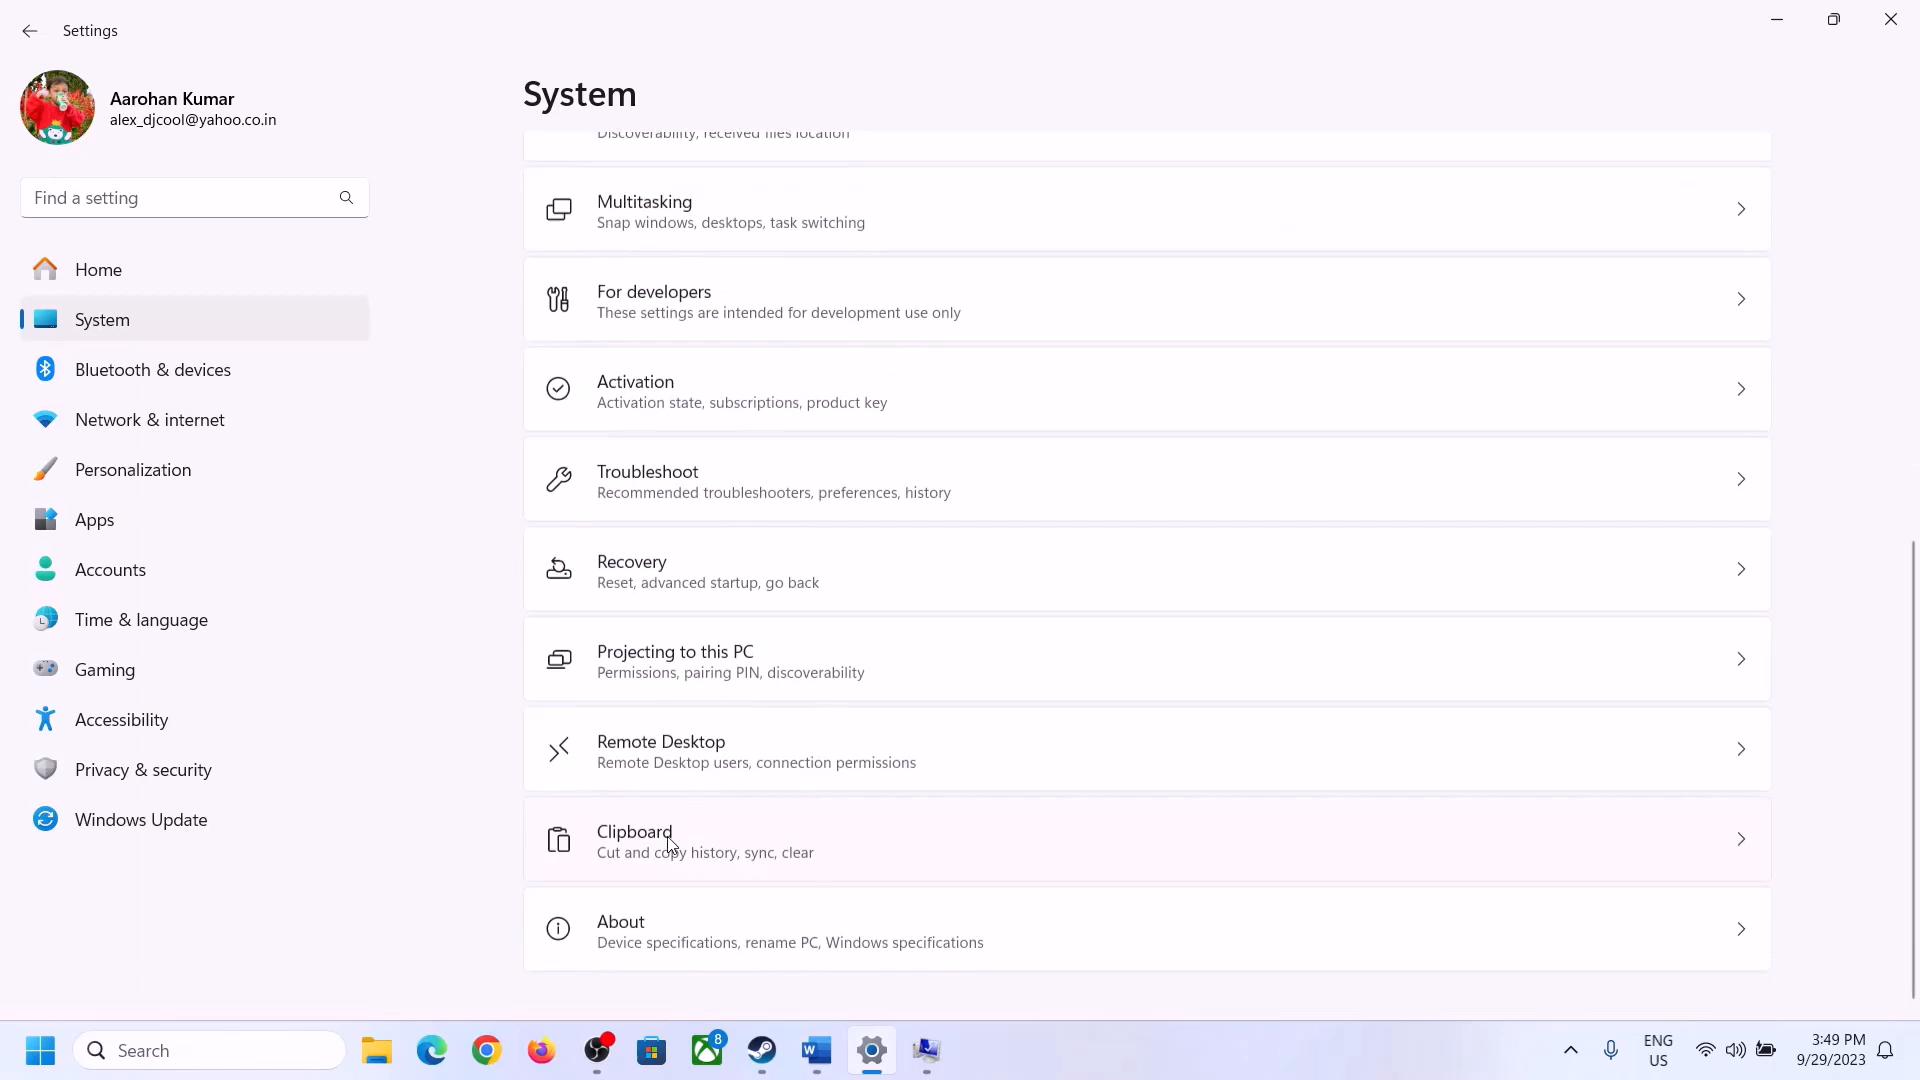 Settings
Aarohan Kumar
alex_djcool@yahoo.co.in
Find a setting
Home
System
Bluetooth & devices
Network & internet
Personalization
Apps
Accounts
Time & language
Gaming
Accessibility
Privacy & security
Windows Update
System
Discoverability, received files location
Multitasking
Snap windows, desktops, task switching
For developers
These settings are intended for development use only
Activation
Activation state, subscriptions, product key
Troubleshoot
Recommended troubleshooters, preferences, history
Recovery
Reset, advanced startup, go back
Projecting to this PC
Permissions, pairing PIN, discoverability
Remote Desktop
Remote Desktop users, connection permissions
Clipboard
Cut and copy history, sync, clear
About
Device specifications, rename PC, Windows specifications
Search
8
W
ENG
US
3:49 PM
9/29/2023